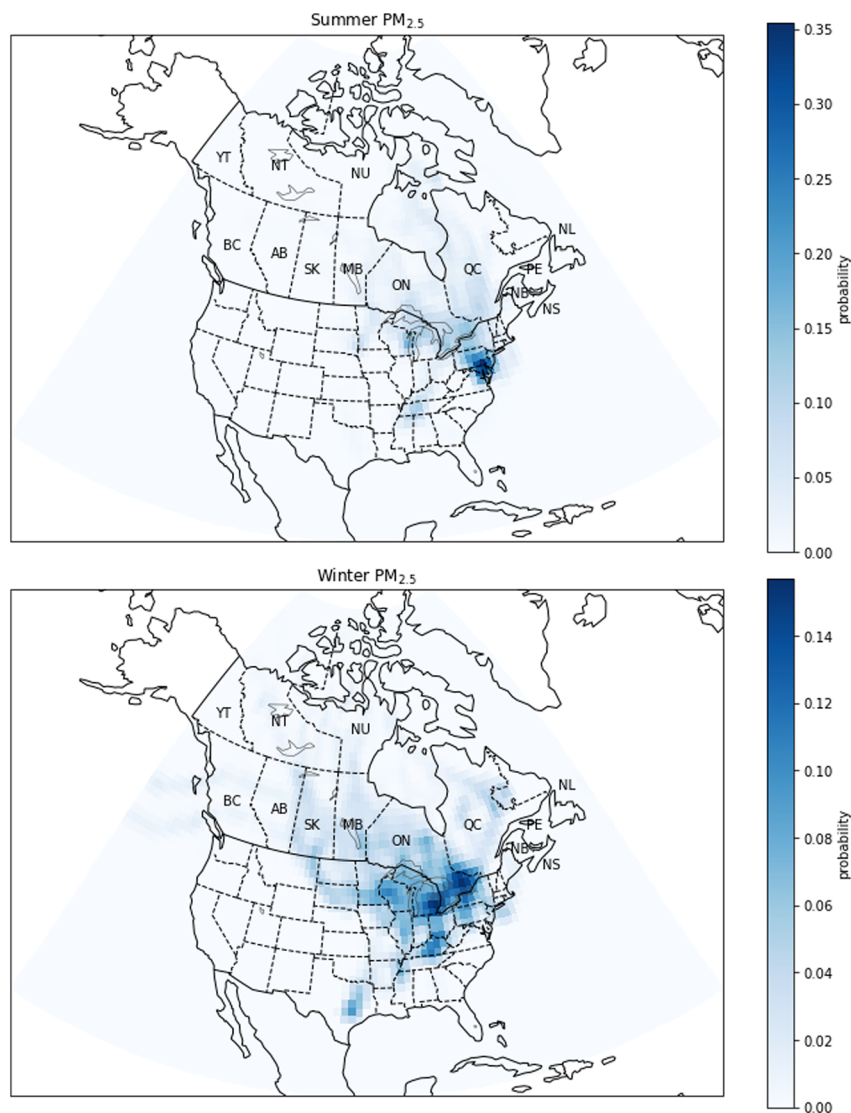 Summer PM₂.₅
YT
NT
NU
BC
AB
SK
MB
ON
QC
NL
PE
NB
NS
0.35
0.30
0.25
0.20
0.15
0.10
0.05
0.00
probability
Winter PM₂.₅
YT
NT
NU
BC
AB
SK
MB
ON
QC
NL
PE
NB
NS
0.14
0.12
0.10
0.08
0.06
0.04
0.02
0.00
probability